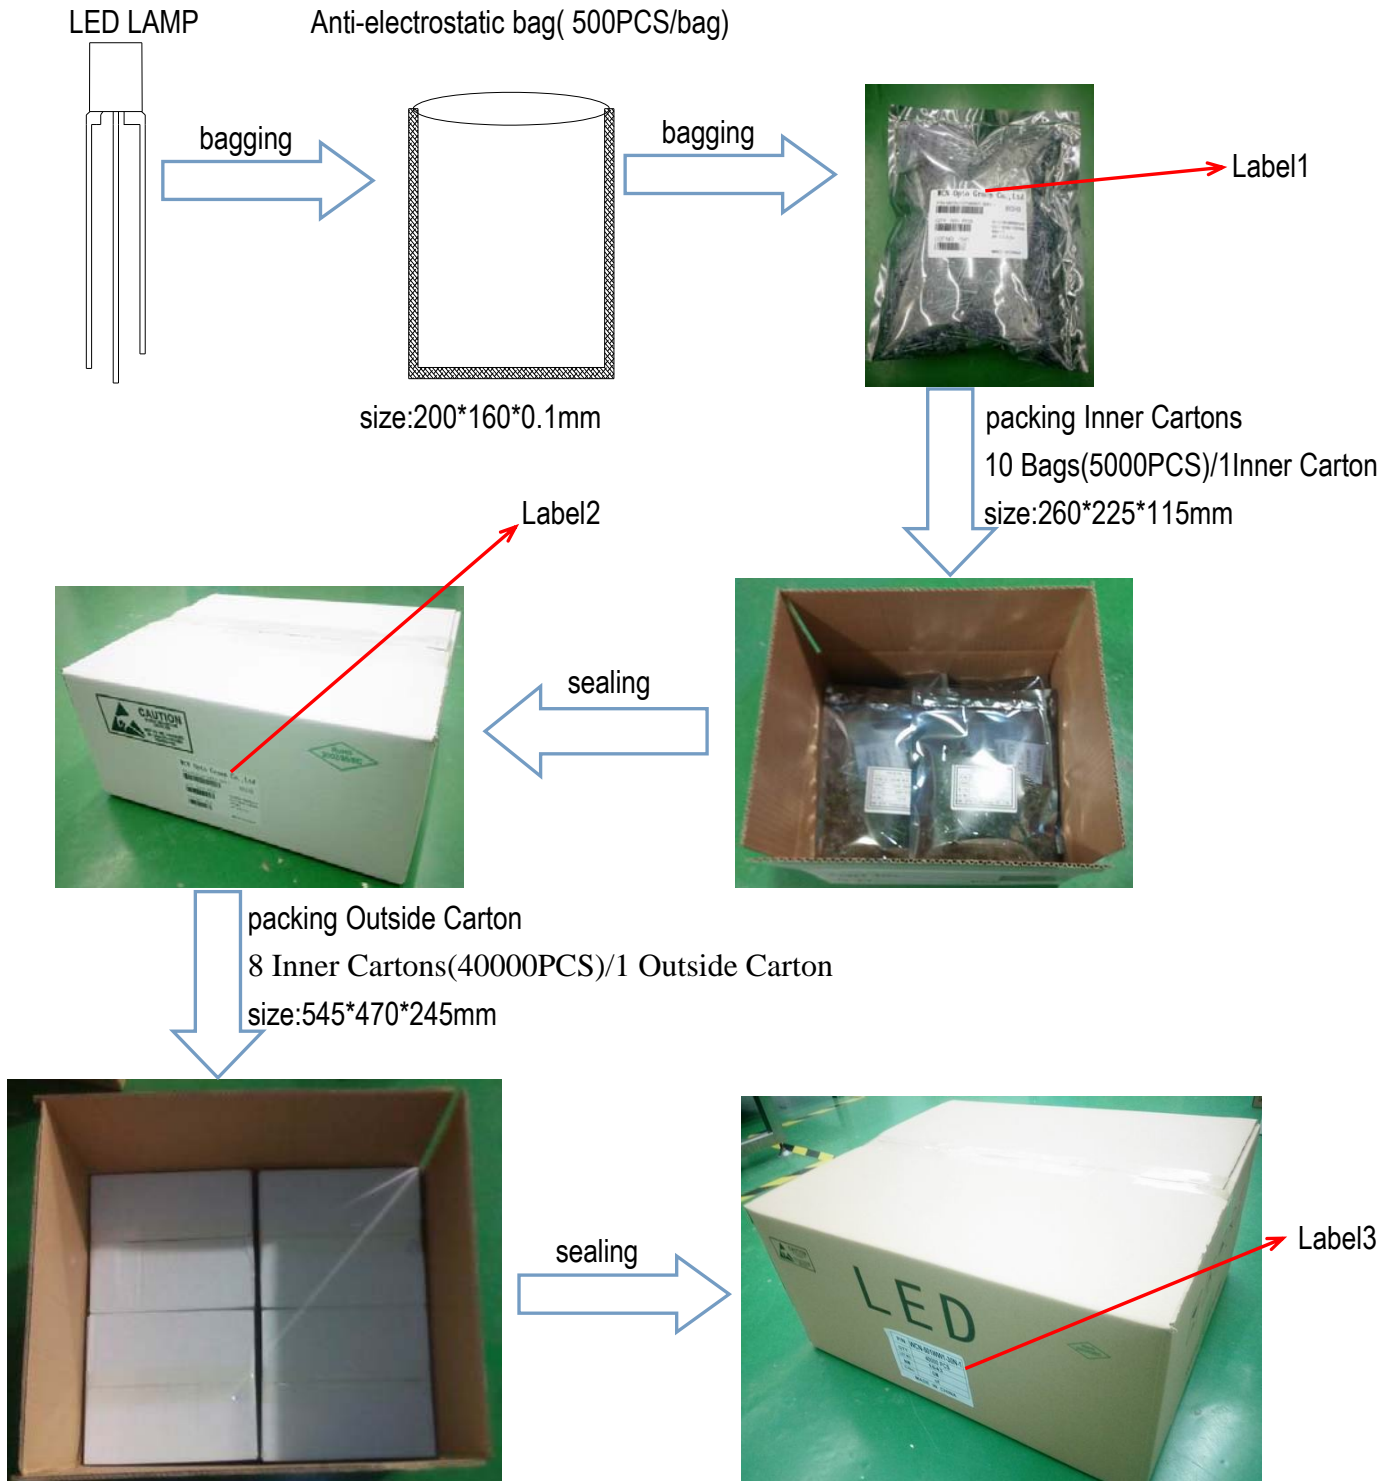 LED LAMP
Anti-electrostatic bag( 500PCS/bag)
bagging
bagging
Label1
size:200*160*0.1mm
packing Inner Cartons
10 Bags(5000PCS)/1Inner Carton
size:260*225*115mm
Label2
sealing
CAUTION
packing Outside Carton
8 Inner Cartons(40000PCS)/1 Outside Carton
size:545*470*245mm
sealing
Label3
LED